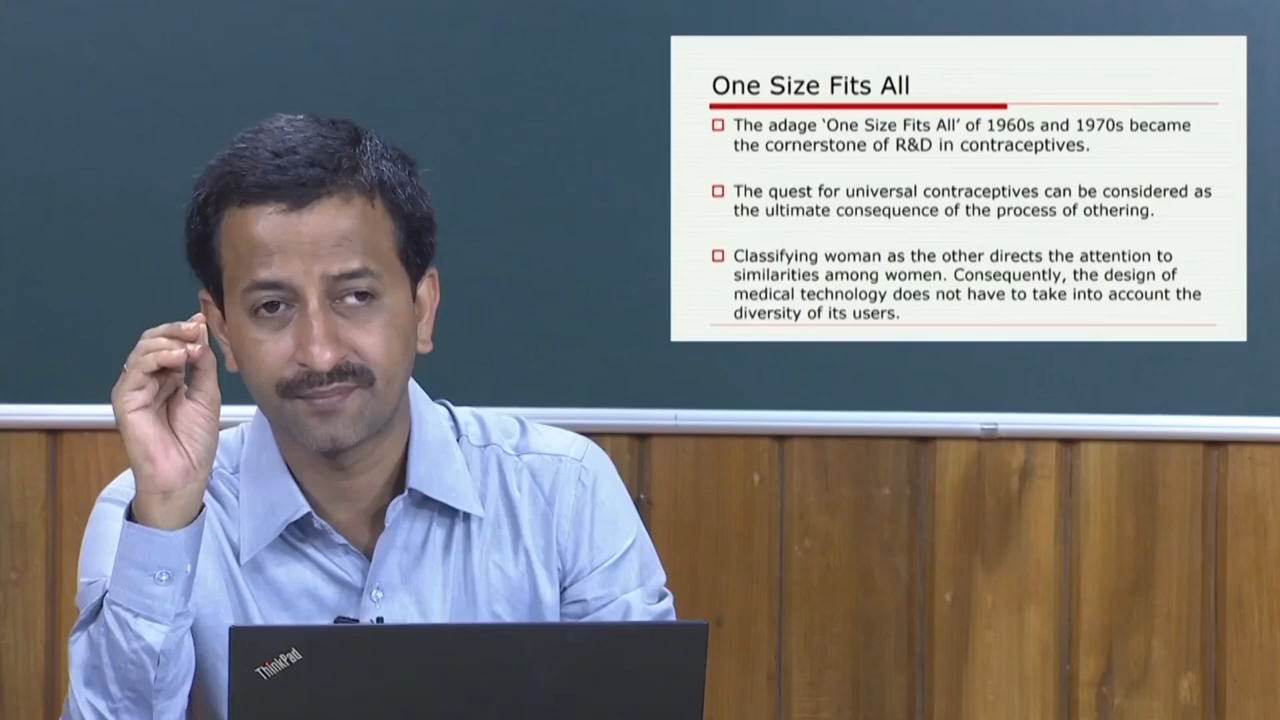 One Size Fits All
The adage ‘One Size Fits All’ of 1960s and 1970s became
the cornerstone of R&D in contraceptives.
The quest for universal contraceptives can be considered as
the ultimate consequence of the process of othering.
Classifying woman as the other directs the attention to
similarities among women. Consequently, the design of
medical technology does not have to take into account the
diversity of its users.
ThinkPad